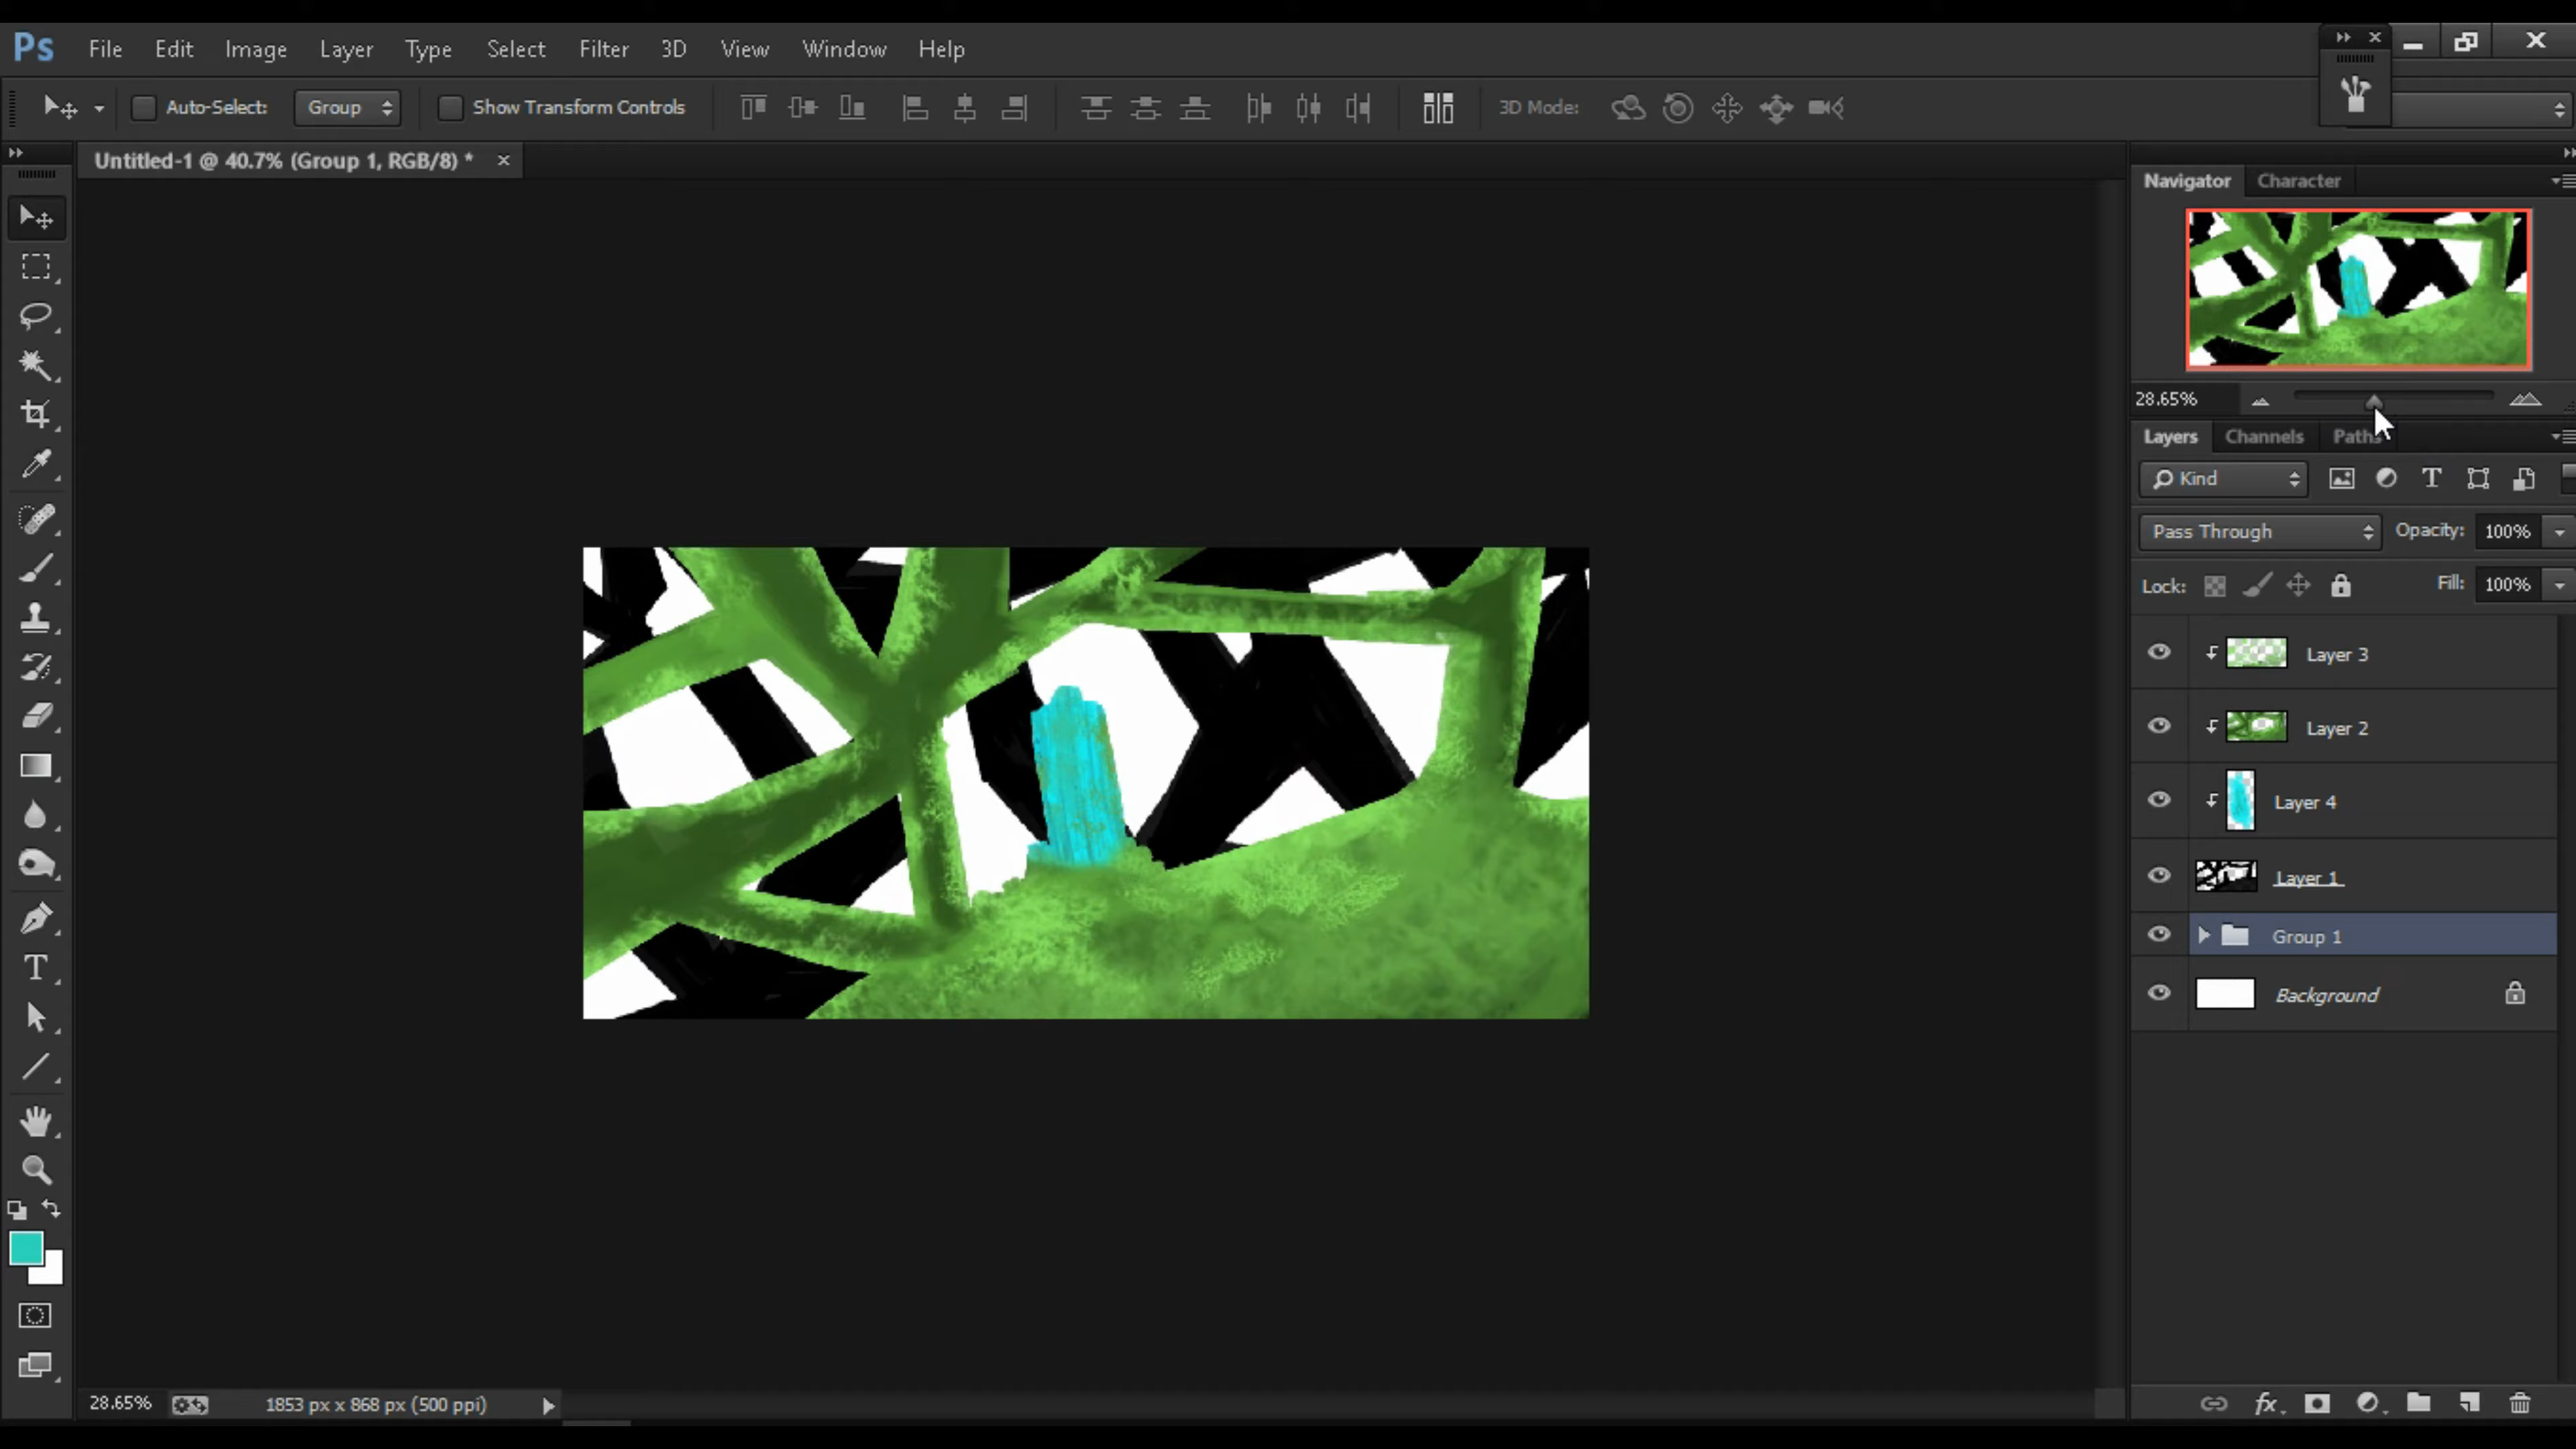 Ps File Edit Image Layer Type Select Filter 3D View Window Help
Auto-Select: Group Show Transform Controls 3D Mode:
Untitled-1 @ 40.7% (Group 1, RGB/8) *
Navigator Character
28.65%
Layers Channels Paths
Kind
Pass Through Opacity: 100%
Lock: Fill: 100%
Layer 3
Layer 2
Layer 4
Layer 1
Group 1
Background
28.65% 1853 px x 868 px (500 ppi)